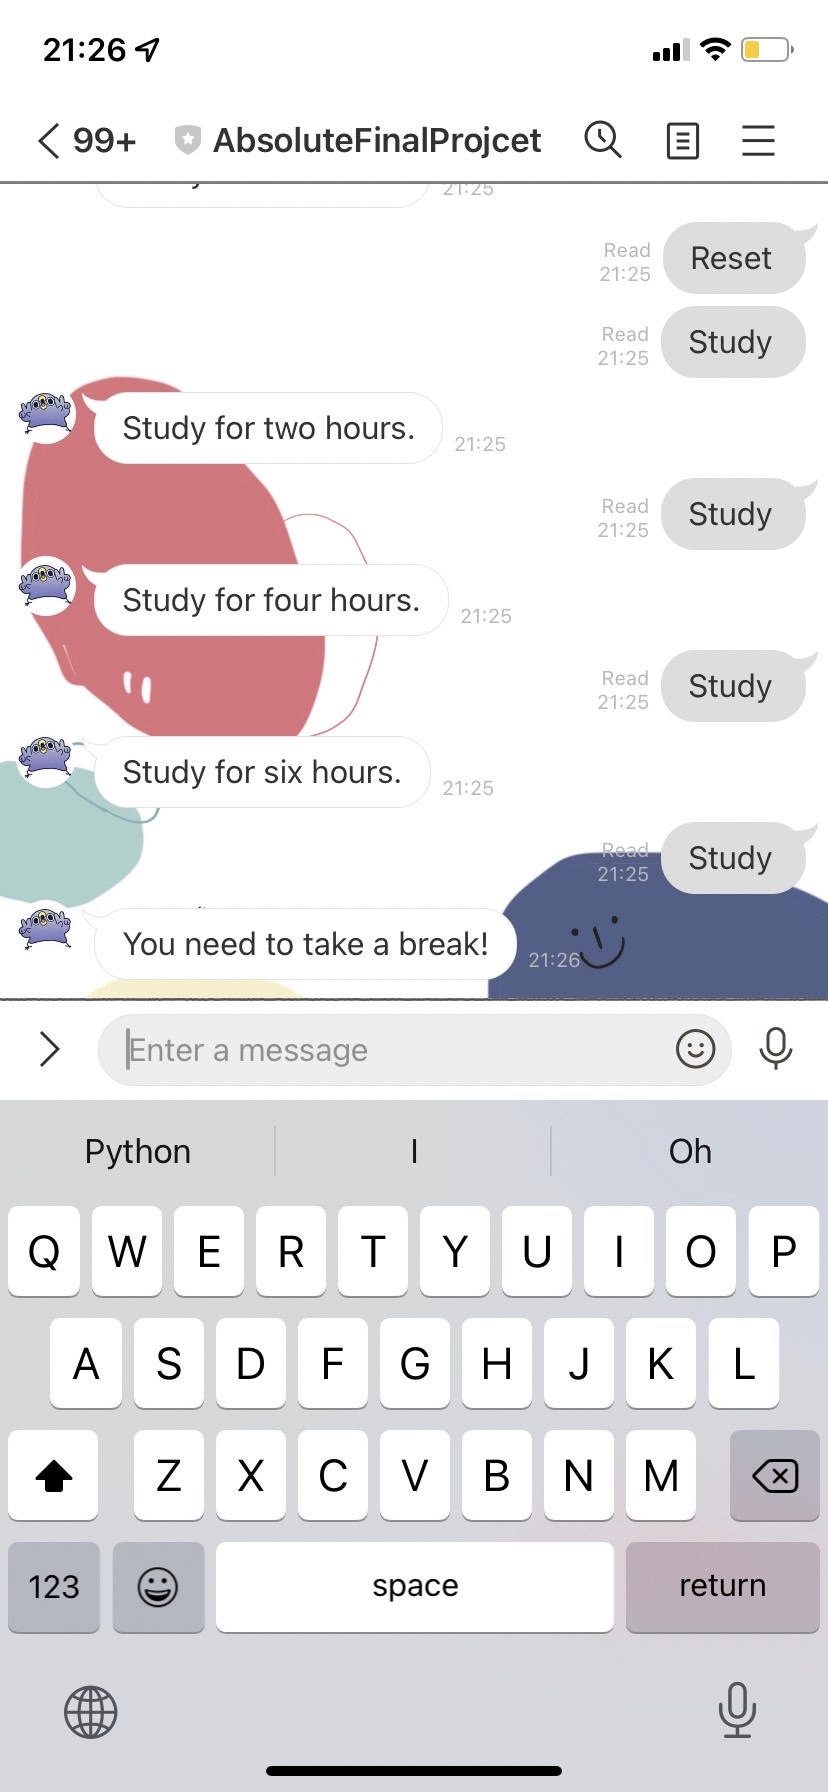 21:26
99+ AbsoluteFinalProjcet
21:25
Read
21:25
Reset
Read
21:25
Study
Study for two hours.
21:25
Read
21:25
Study
Study for four hours.
21:25
Read
21:25
Study
Study for six hours.
21:25
Read
21:25
Study
You need to take a break!
21:26
Enter a message
Python I Oh
Q W E R T Y U I O P
A S D F G H J K L
Z X C V B N M
123 space return